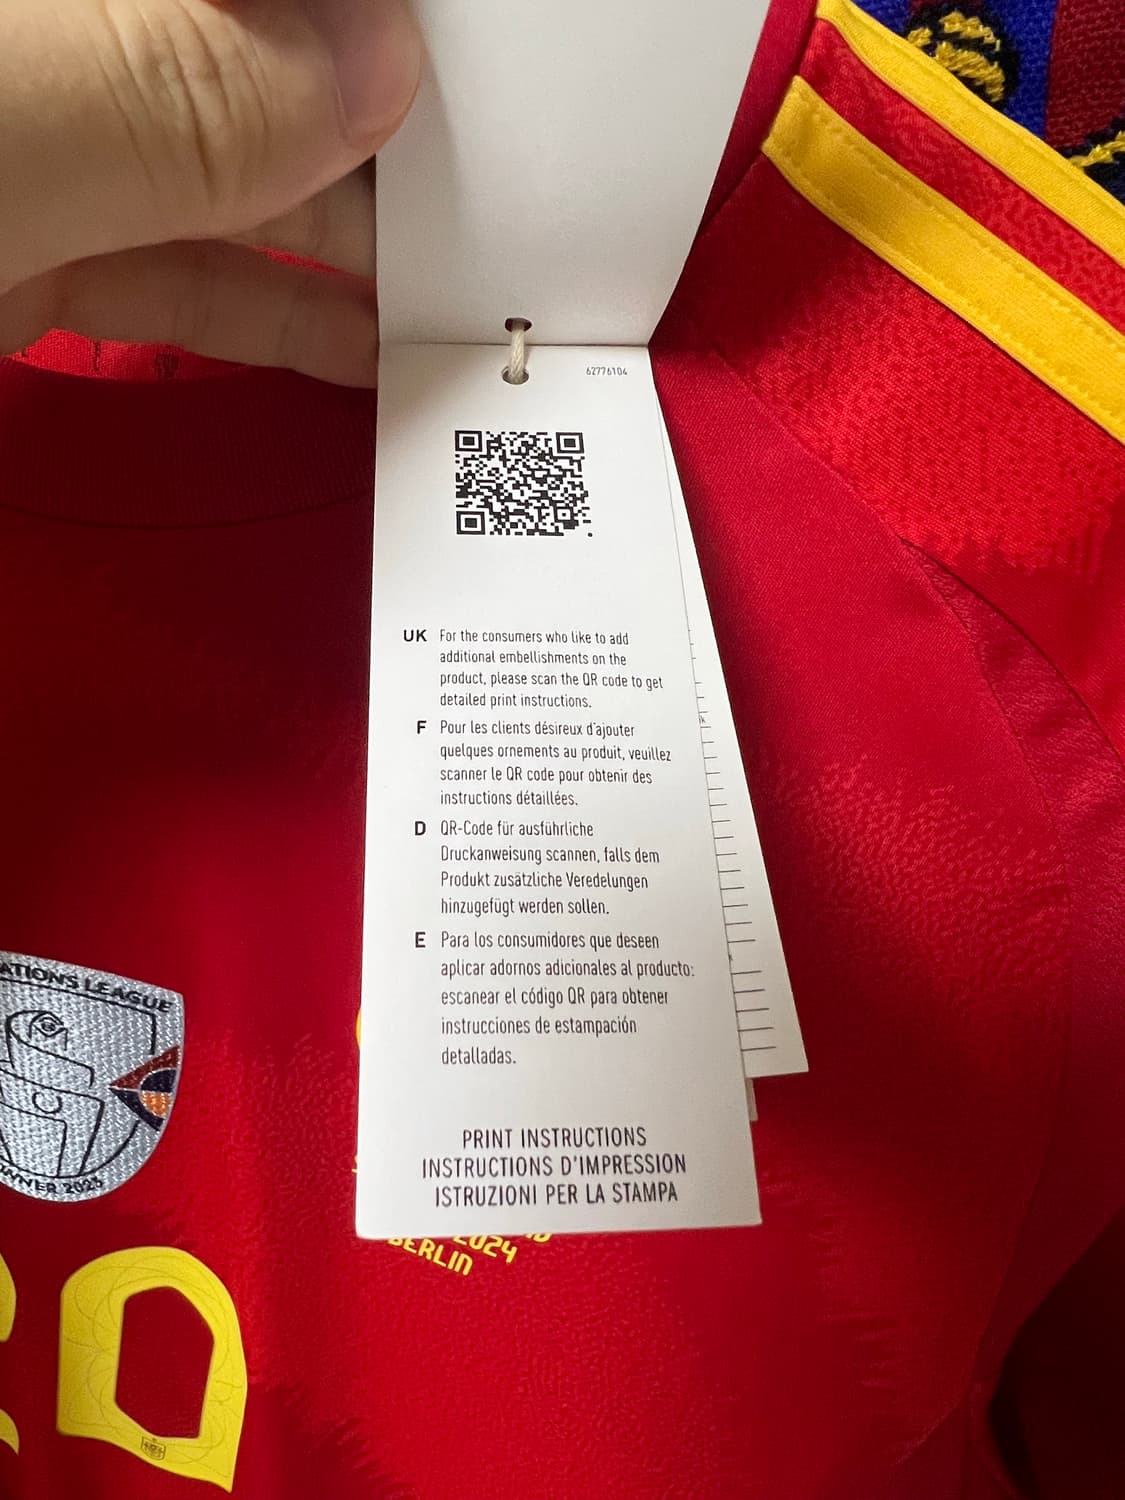 62776104
UK For the consumers who like to add
additional embellishments on the
product, please scan the QR code to get
detailed print instructions.
F Pour les clients désireux d'ajouter
quelques ornements au produit, veuillez
scanner le QR code pour obtenir des
instructions détaillées.
D QR-Code für ausführliche
Druckanweisung scannen, falls dem
Produkt zusätzliche Veredelungen
hinzugefügt werden sollen.
E Para los consumidores que deseen
aplicar adornos adicionales al producto:
escanear el código QR para obtener
instrucciones de estampación
detalladas.
PRINT INSTRUCTIONS
INSTRUCTIONS D'IMPRESSION
ISTRUZIONI PER LA STAMPA
ATIONS LEAGUE
NNER 2023
2024
BERLIN